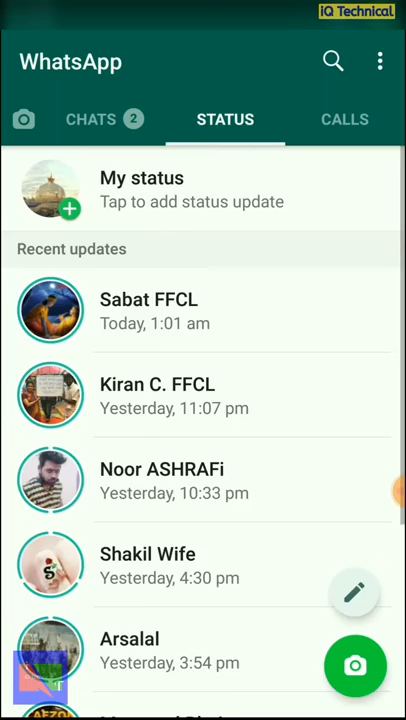 iQ Technical
WhatsApp
CHATS 2
STATUS
CALLS
My status
Tap to add status update
Recent updates
Sabat FFCL
Today, 1:01 am
Kiran C. FFCL
Yesterday, 11:07 pm
Noor ASHRAFi
Yesterday, 10:33 pm
Shakil Wife
Yesterday, 4:30 pm
Arsalal
Yesterday, 3:54 pm